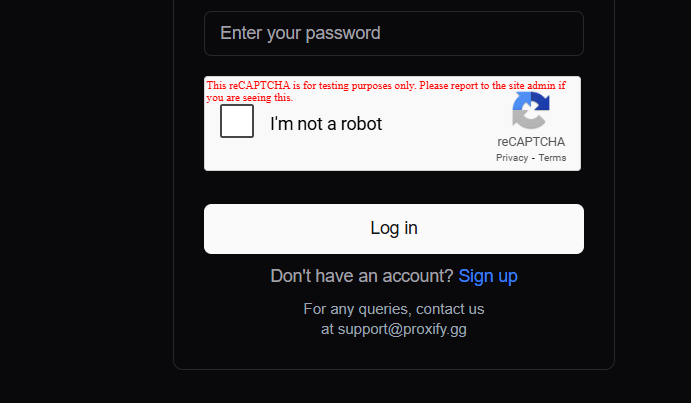 Enter your password
This reCAPTCHA is for testing purposes only. Please report to the site admin if
you are seeing this.
I'm not a robot
reCAPTCHA
Privacy - Terms
Log in
Don't have an account? Sign up
For any queries, contact us
at support@proxify.gg